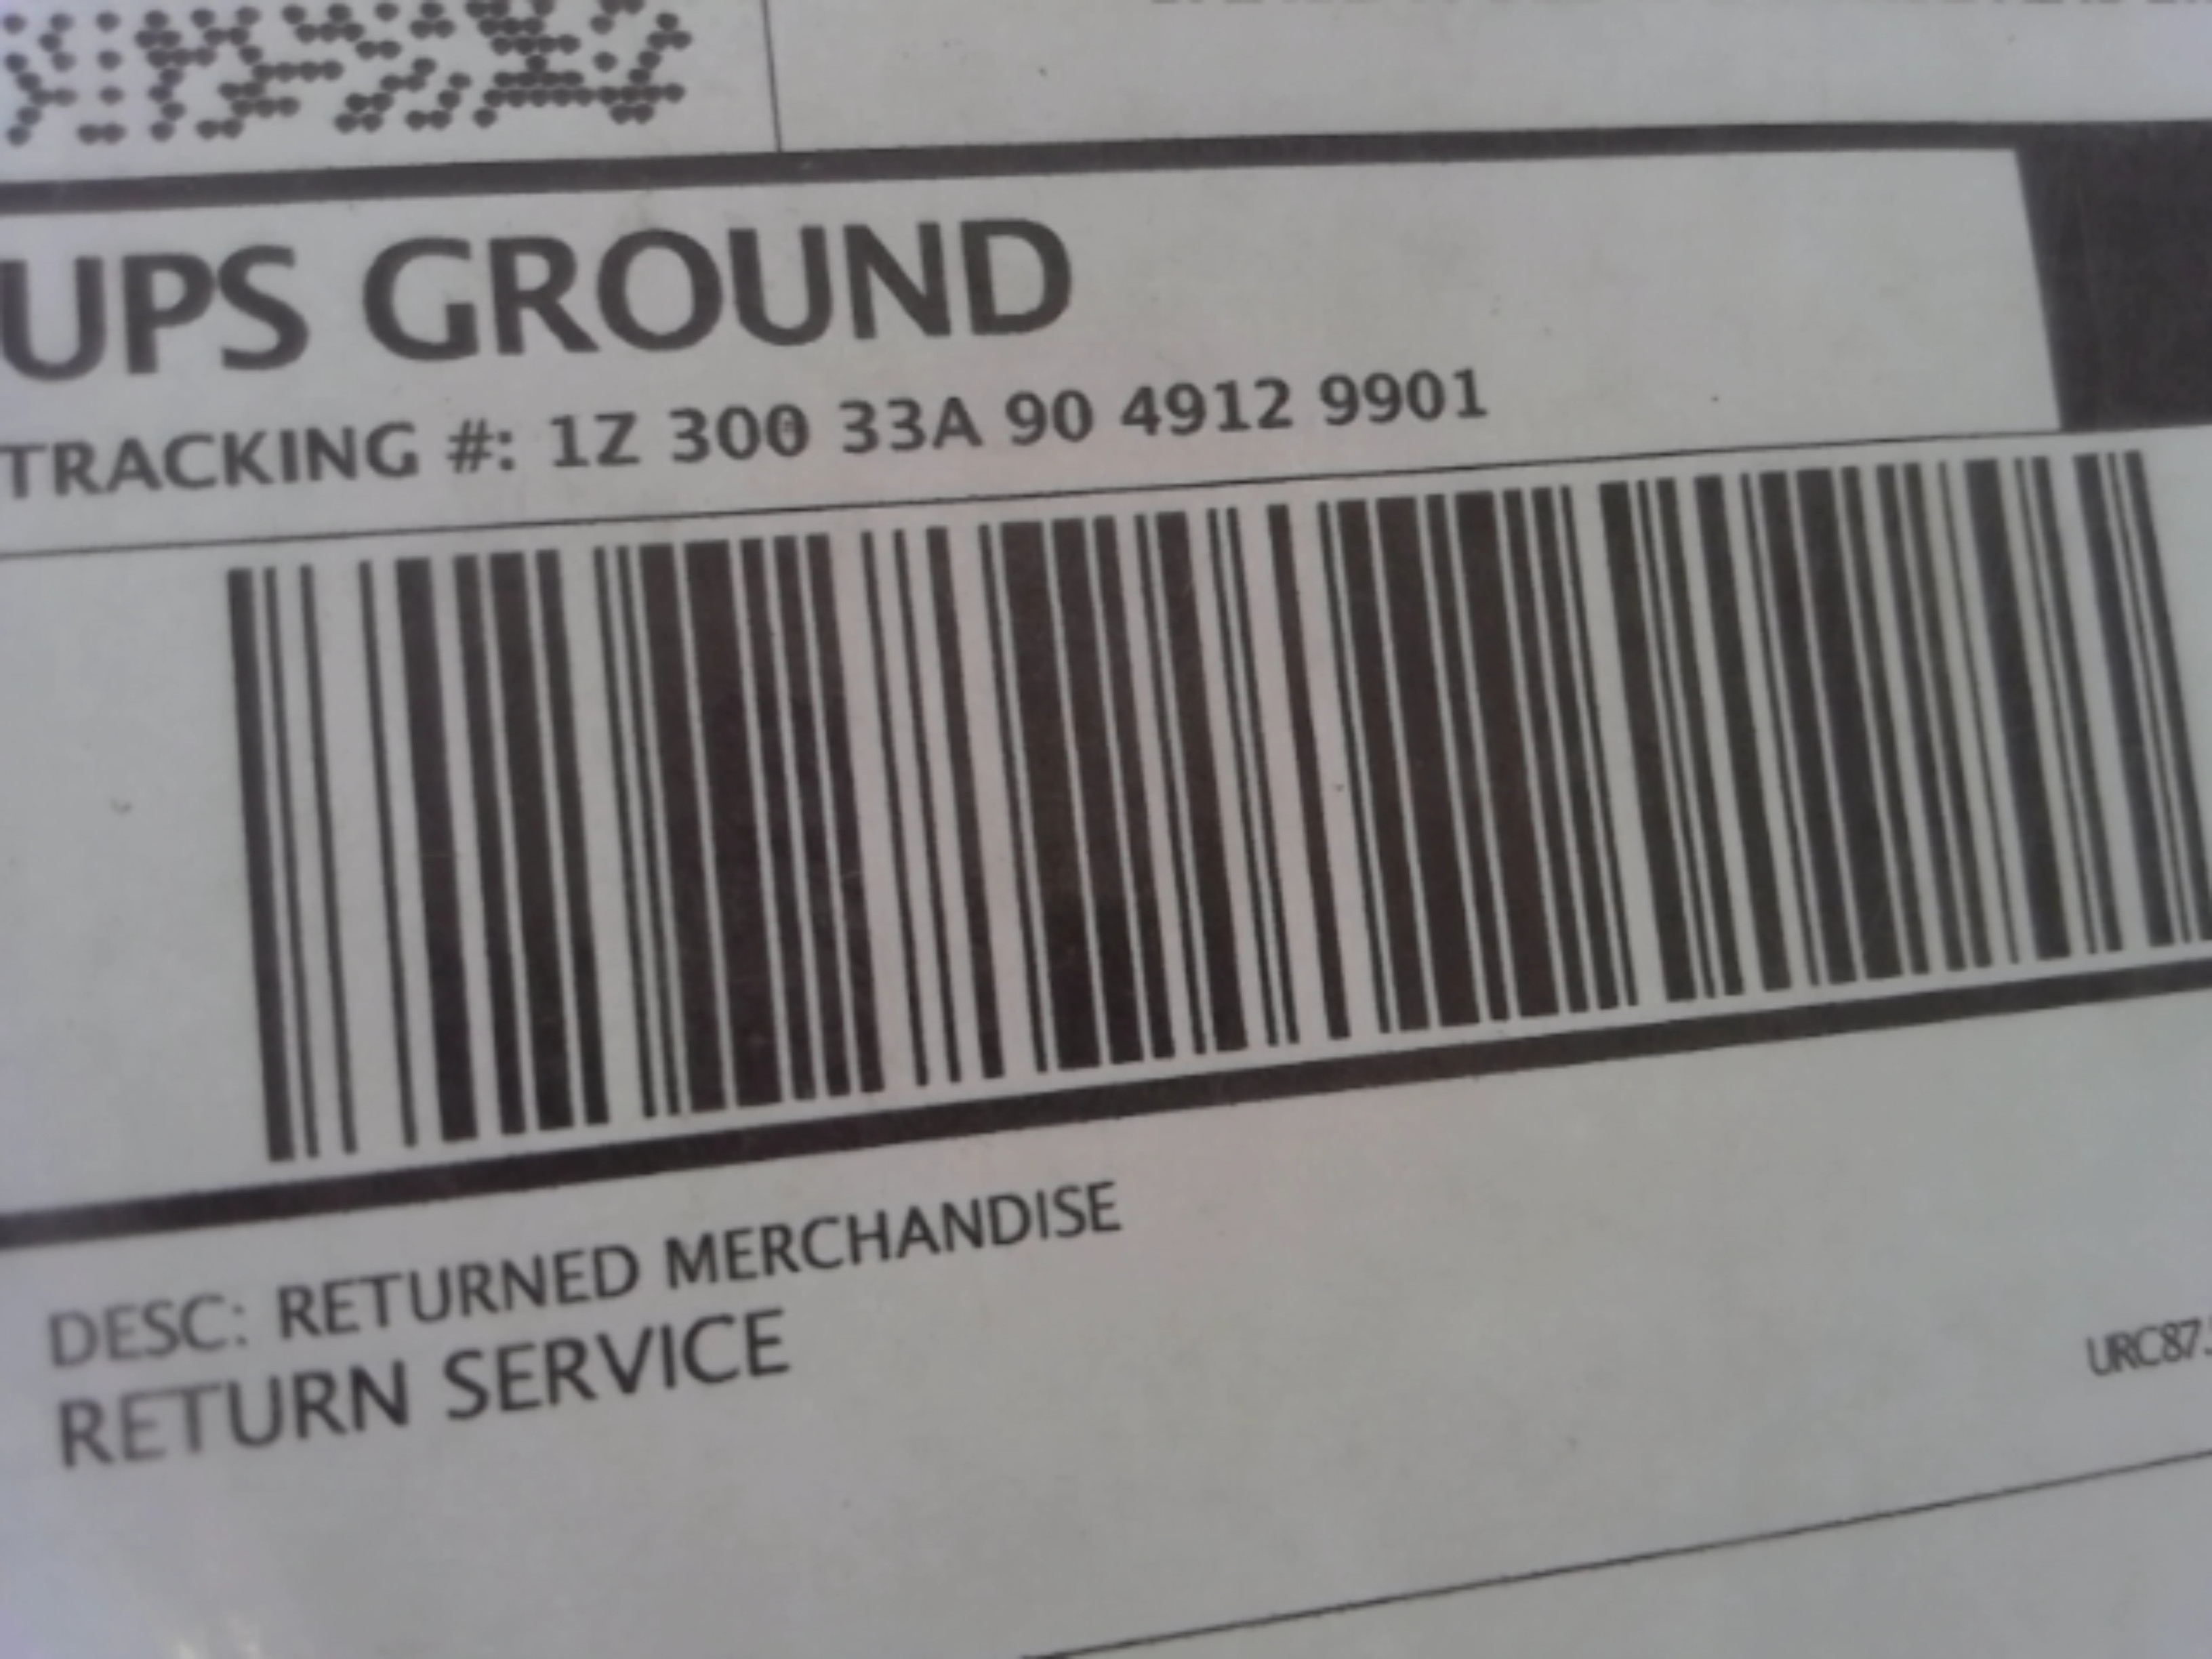 UPS GROUND
TRACKING #: 1Z 300 33A 90 4912 9901
DESC: RETURNED MERCHANDISE
RETURN SERVICE